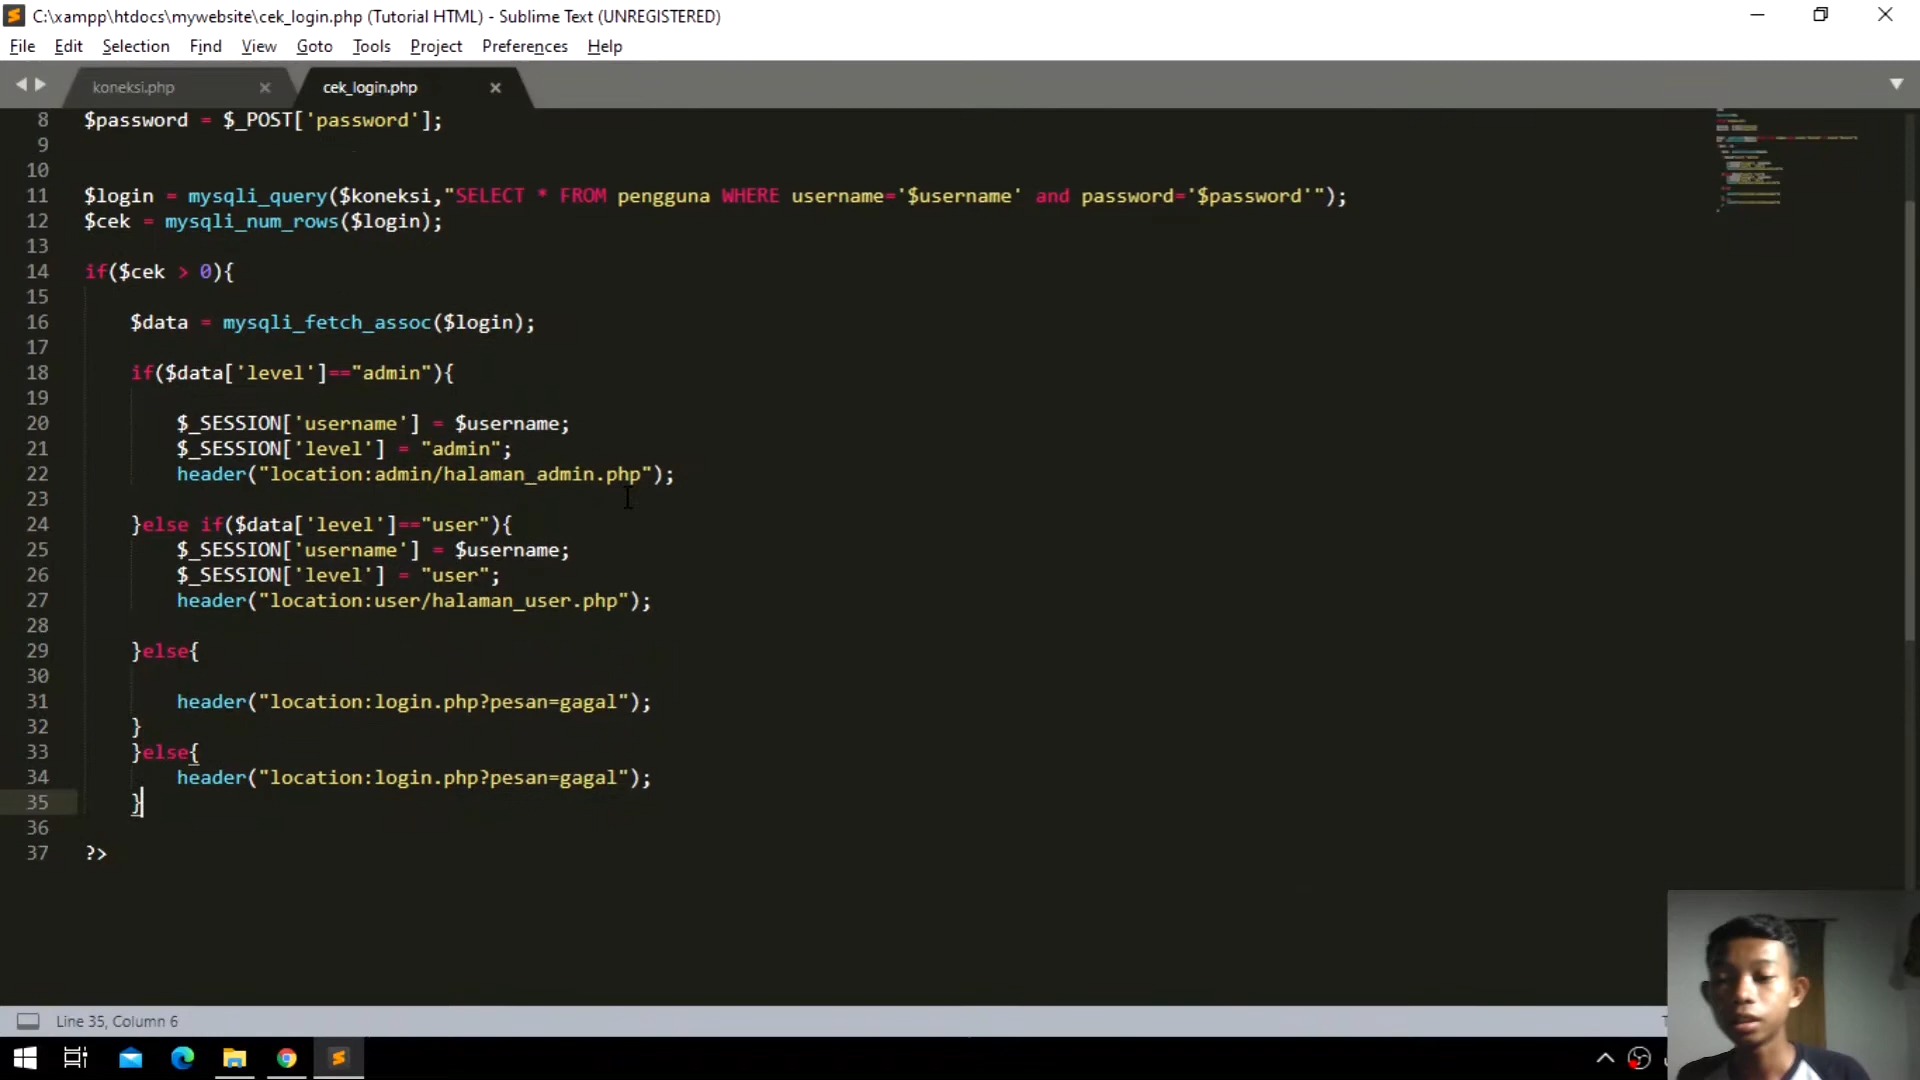 C:\xampp\htdocs\mywebsite\cek_login.php (Tutorial HTML) - Sublime Text (UNREGISTERED)
File Edit Selection Find View Goto Tools Project Preferences Help
koneksi.php cek_login.php
8 $password = $_POST['password'];
9
10
11 $login = mysqli_query($koneksi,"SELECT * FROM pengguna WHERE username='$username' and password='$password'");
12 $cek = mysqli_num_rows($login);
13
14 if($cek > 0){
15
16 $data = mysqli_fetch_assoc($login);
17
18 if($data['level']=="admin"){
19
20 $_SESSION['username'] = $username;
21 $_SESSION['level'] = "admin";
22 header("location:admin/halaman_admin.php");
23
24 }else if($data['level']=="user"){
25 $_SESSION['username'] = $username;
26 $_SESSION['level'] = "user";
27 header("location:user/halaman_user.php");
28
29 }else{
30
31 header("location:login.php?pesan=gagal");
32 }
33 }else{
34 header("location:login.php?pesan=gagal");
35 }
36
37 ?>
Line 35, Column 6